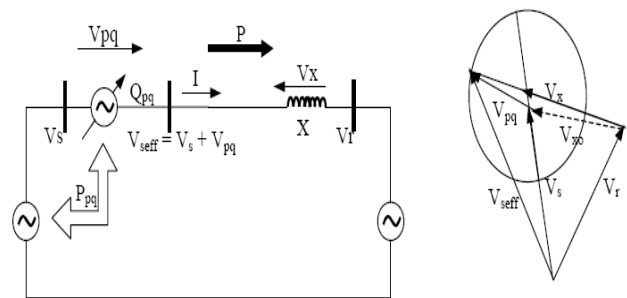 Vpq
P
I
Vx
Qpq
Vs
Vseff = Vs + Vpq
X
Vr
Ppq
Vx
Vpq
Vxo
Vs
Vseff
Vr